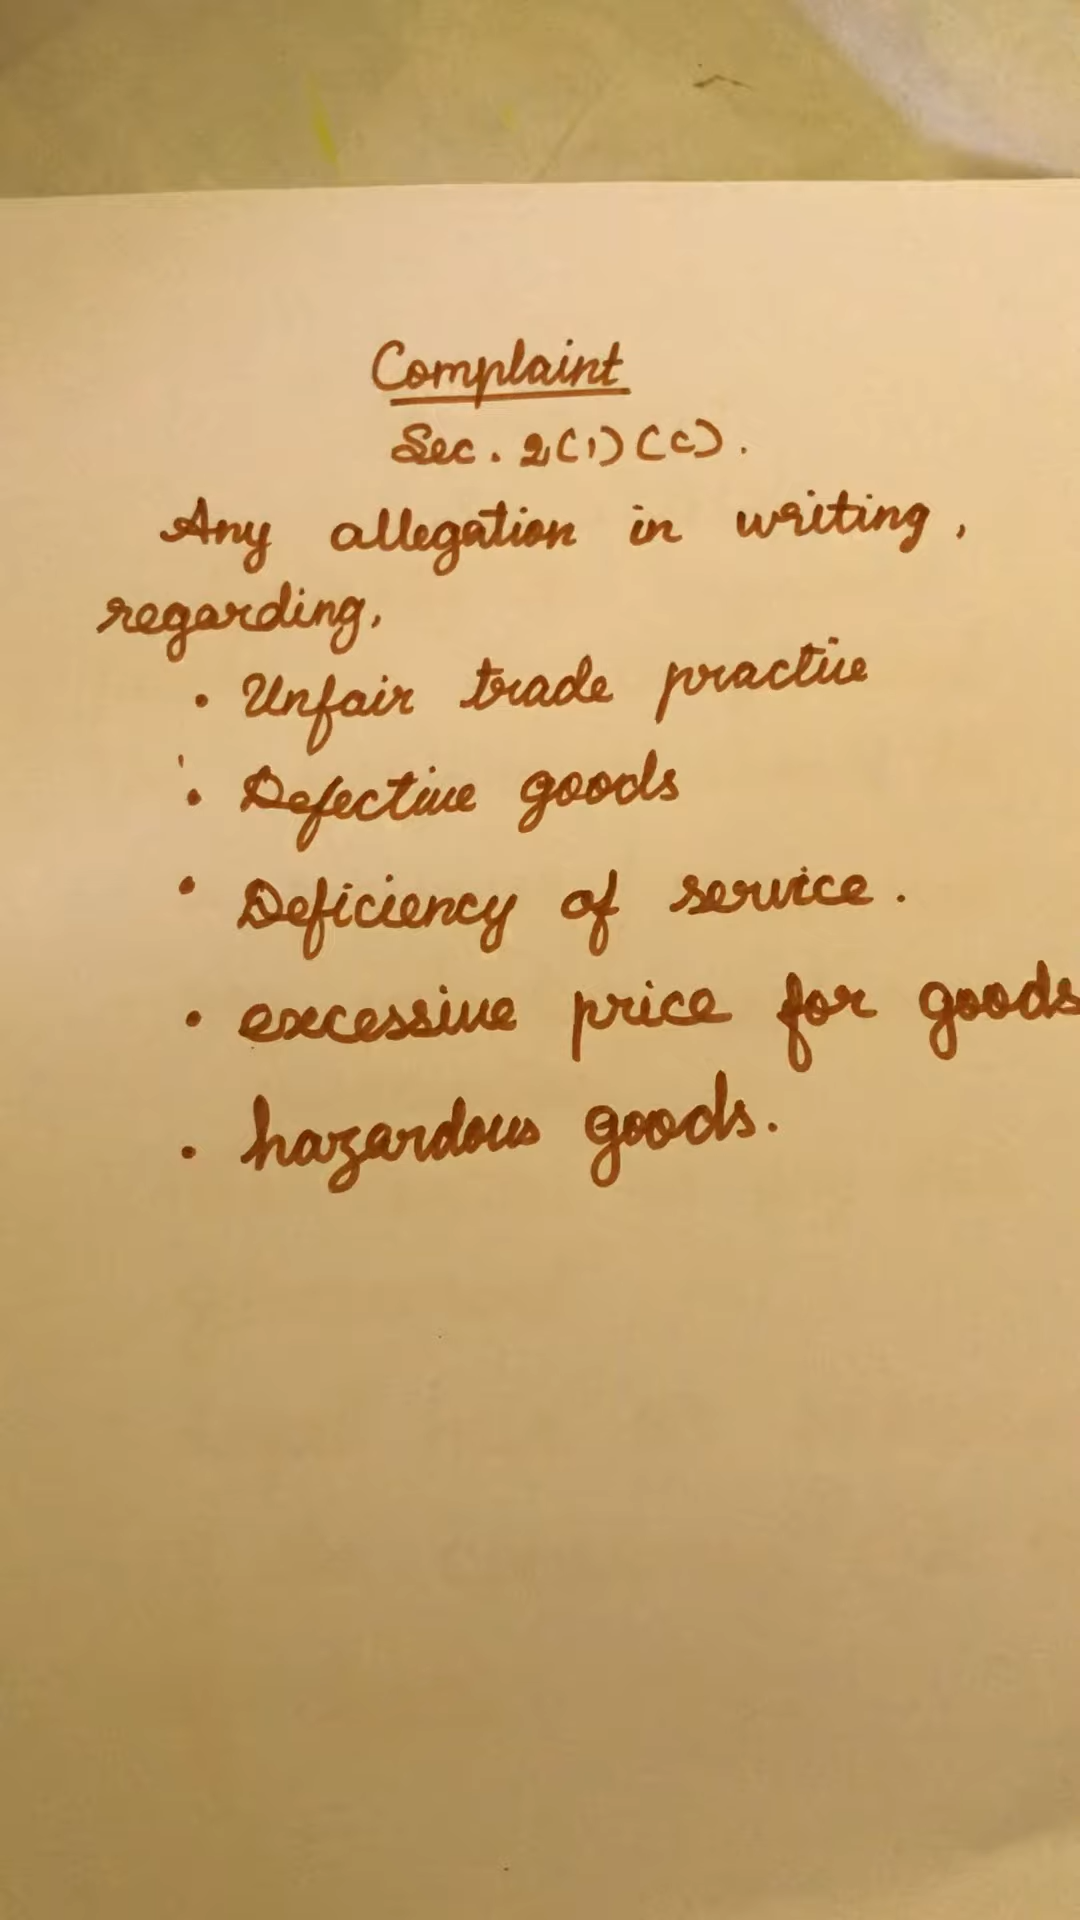 Complaint
Sec. 2(1)(c).
Any allegation in writing,
regarding,
• Unfair trade practice
• Defective goods
• Deficiency of service.
• excessive price for goods
• hazardous goods.